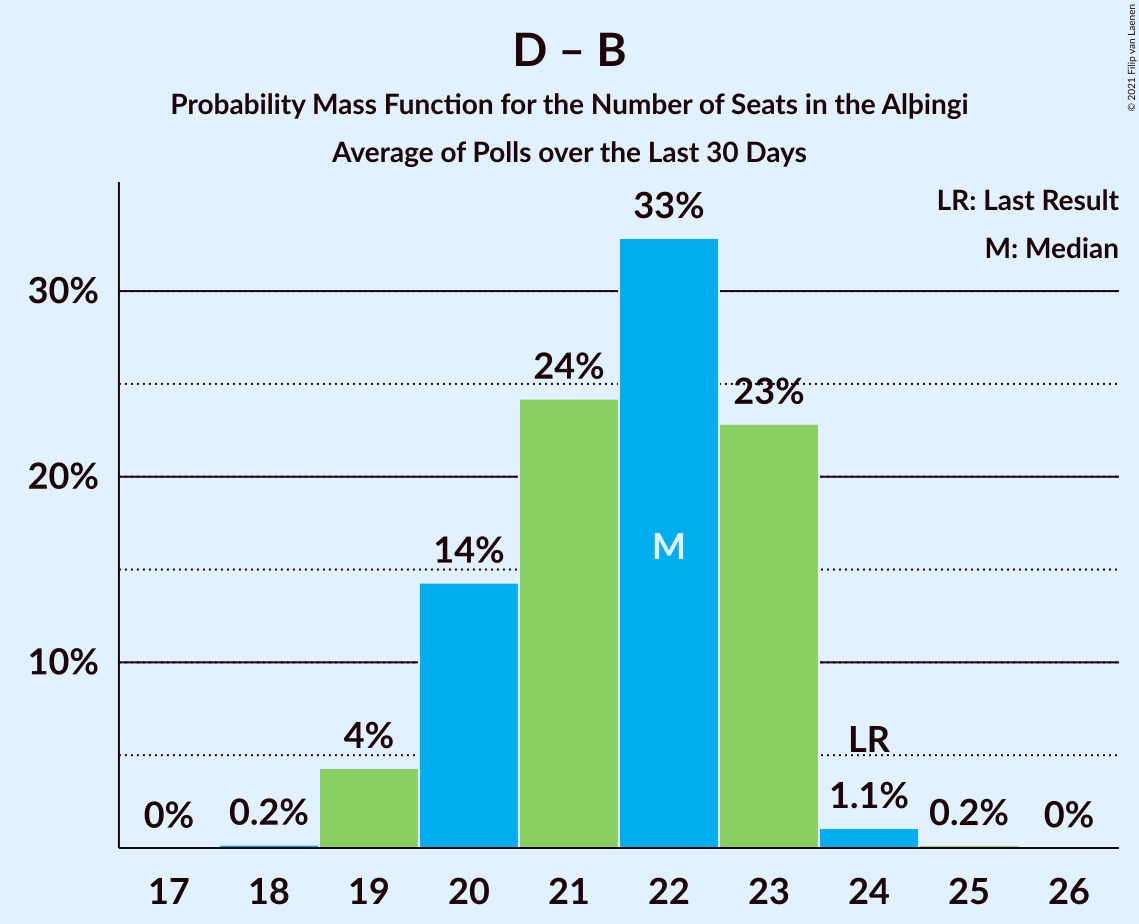 D – B
Probability Mass Function for the Number of Seats in the Alþingi
Average of Polls over the Last 30 Days
© 2021 Filip van Laenen
LR: Last Result
M: Median
30%
20%
10%
0%
0.2%
4%
14%
24%
33%
M
23%
LR
1.1%
0.2%
0%
17
18
19
20
21
22
23
24
25
26